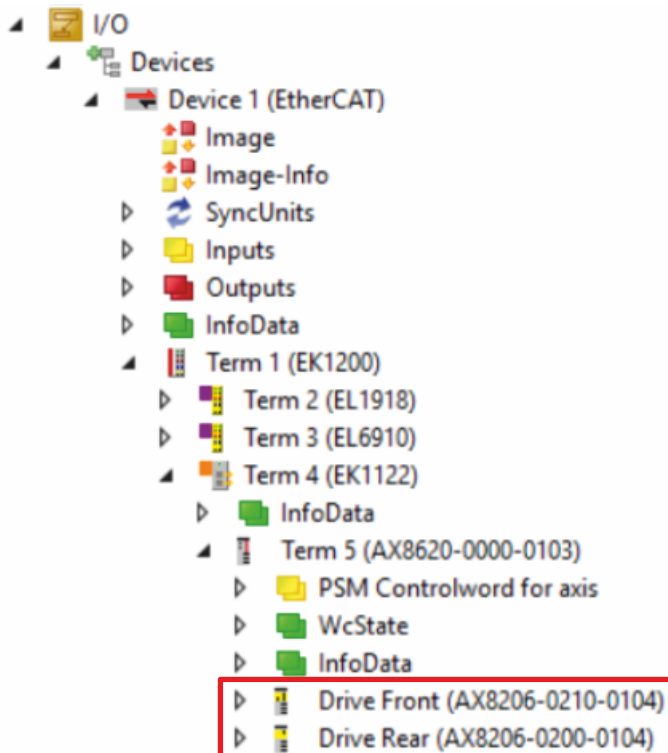 I/O
Devices
Device 1 (EtherCAT)
Image
Image-Info
SyncUnits
Inputs
Outputs
InfoData
Term 1 (EK1200)
Term 2 (EL1918)
Term 3 (EL6910)
Term 4 (EK1122)
InfoData
Term 5 (AX8620-0000-0103)
PSM Controlword for axis
WcState
InfoData
Drive Front (AX8206-0210-0104)
Drive Rear (AX8206-0200-0104)